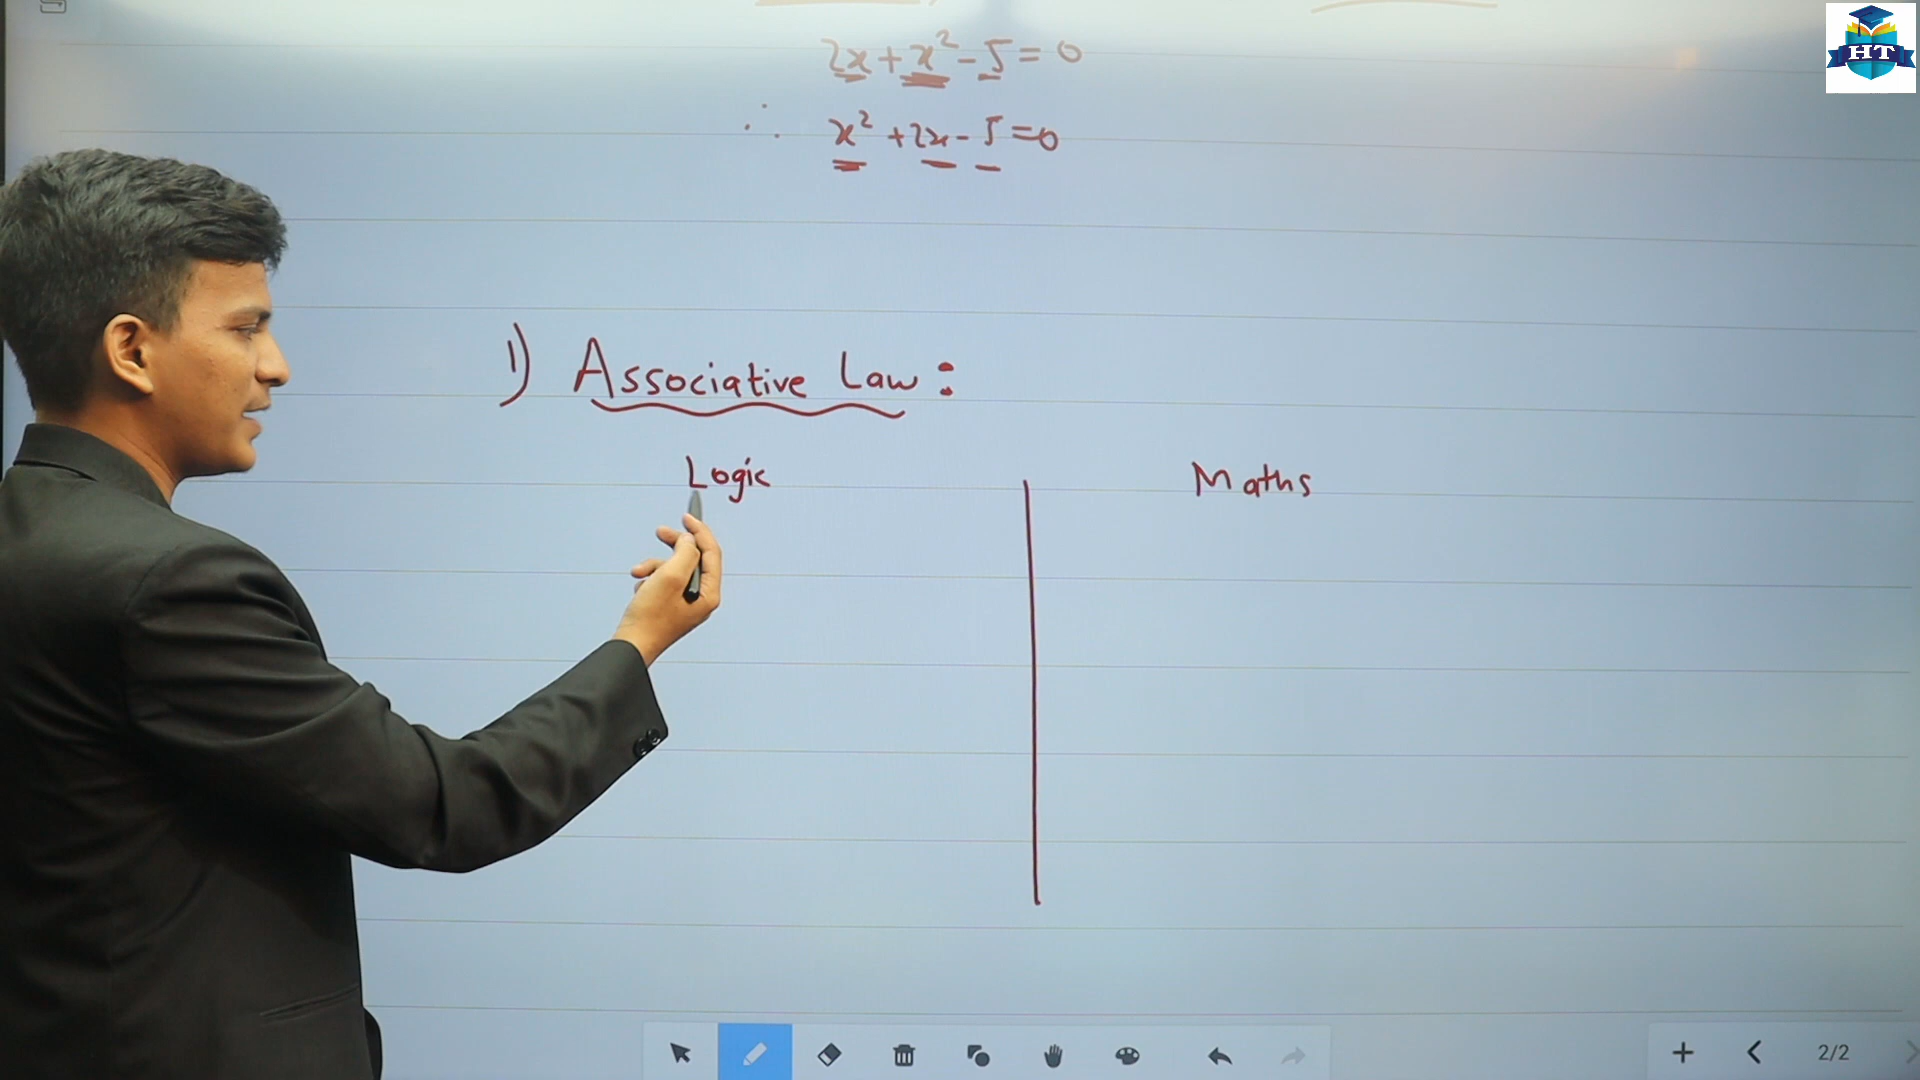 HT
2x + x² - 5 = 0
∴ x² + 2x - 5 = 0
1) Associative Law :
Logic
Maths
2/2